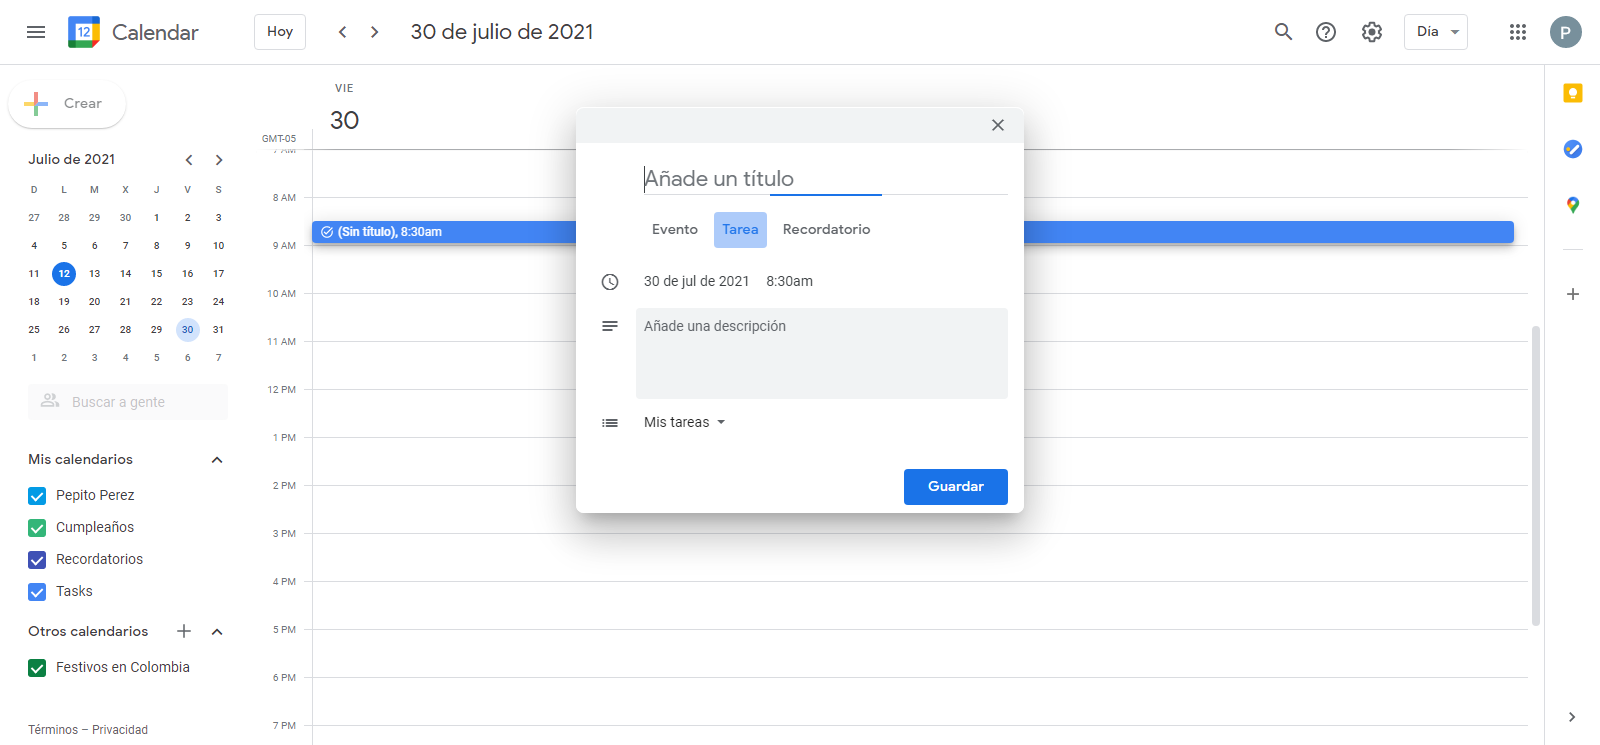 12 Calendar Hoy 30 de julio de 2021 Día P
Crear
Julio de 2021
D L M X J V S
27 28 29 30 1 2 3
4 5 6 7 8 9 10
11 12 13 14 15 16 17
18 19 20 21 22 23 24
25 26 27 28 29 30 31
1 2 3 4 5 6 7
Buscar a gente
Mis calendarios
Pepito Perez
Cumpleaños
Recordatorios
Tasks
Otros calendarios
Festivos en Colombia
Términos – Privacidad
VIE
30
GMT-05
7 AM
8 AM
(Sin título), 8:30am
9 AM
10 AM
11 AM
12 PM
1 PM
2 PM
3 PM
4 PM
5 PM
6 PM
7 PM
Añade un título
Evento Tarea Recordatorio
30 de jul de 2021 8:30am
Añade una descripción
Mis tareas
Guardar